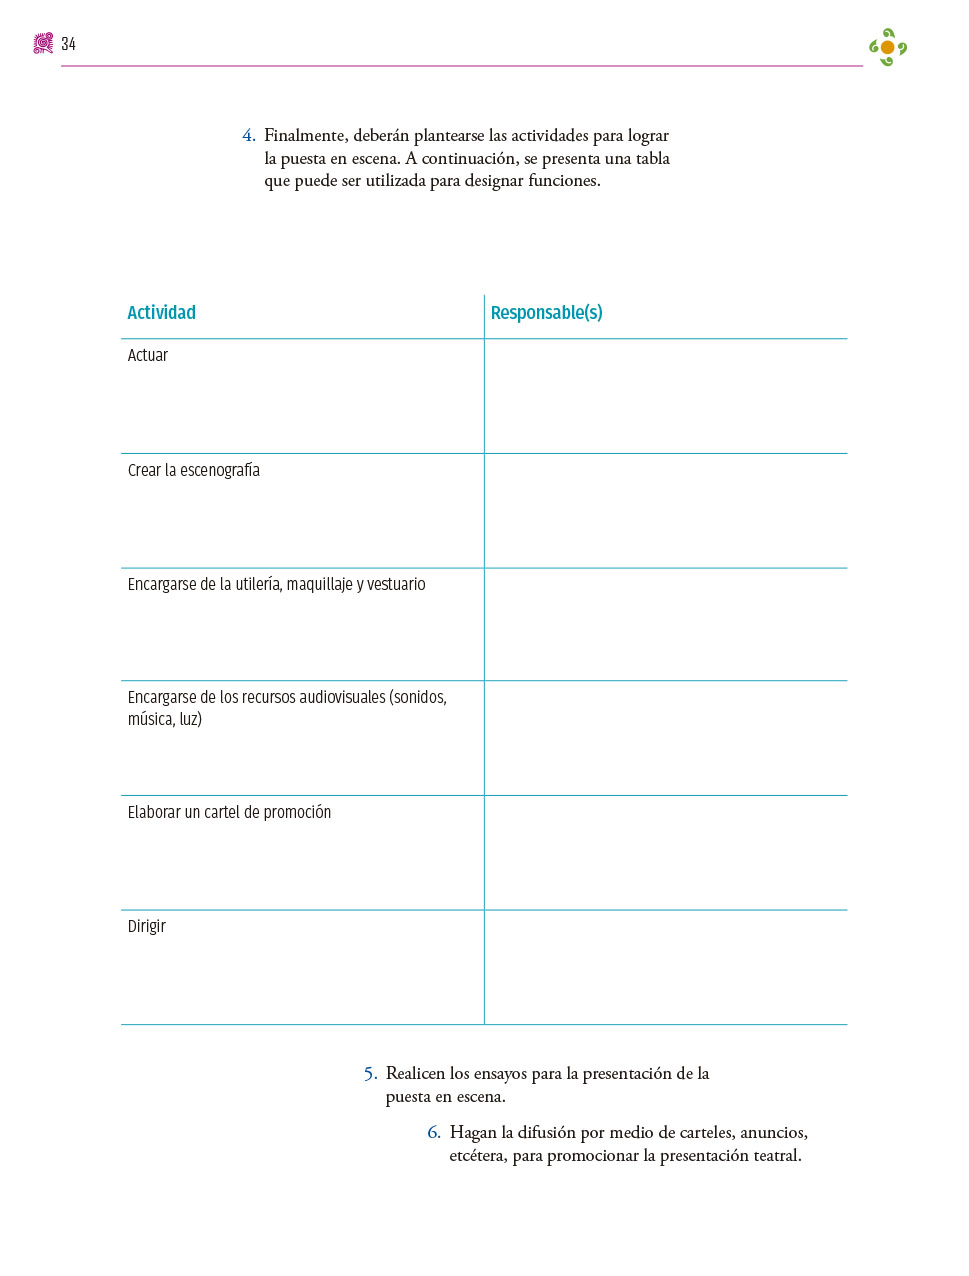 34
4. Finalmente, deberán plantearse las actividades para lograr
la puesta en escena. A continuación, se presenta una tabla
que puede ser utilizada para designar funciones.
Actividad Responsable(s)
Actuar
Crear la escenografía
Encargarse de la utilería, maquillaje y vestuario
Encargarse de los recursos audiovisuales (sonidos,
música, luz)
Elaborar un cartel de promoción
Dirigir
5. Realicen los ensayos para la presentación de la
puesta en escena.
6. Hagan la difusión por medio de carteles, anuncios,
etcétera, para promocionar la presentación teatral.